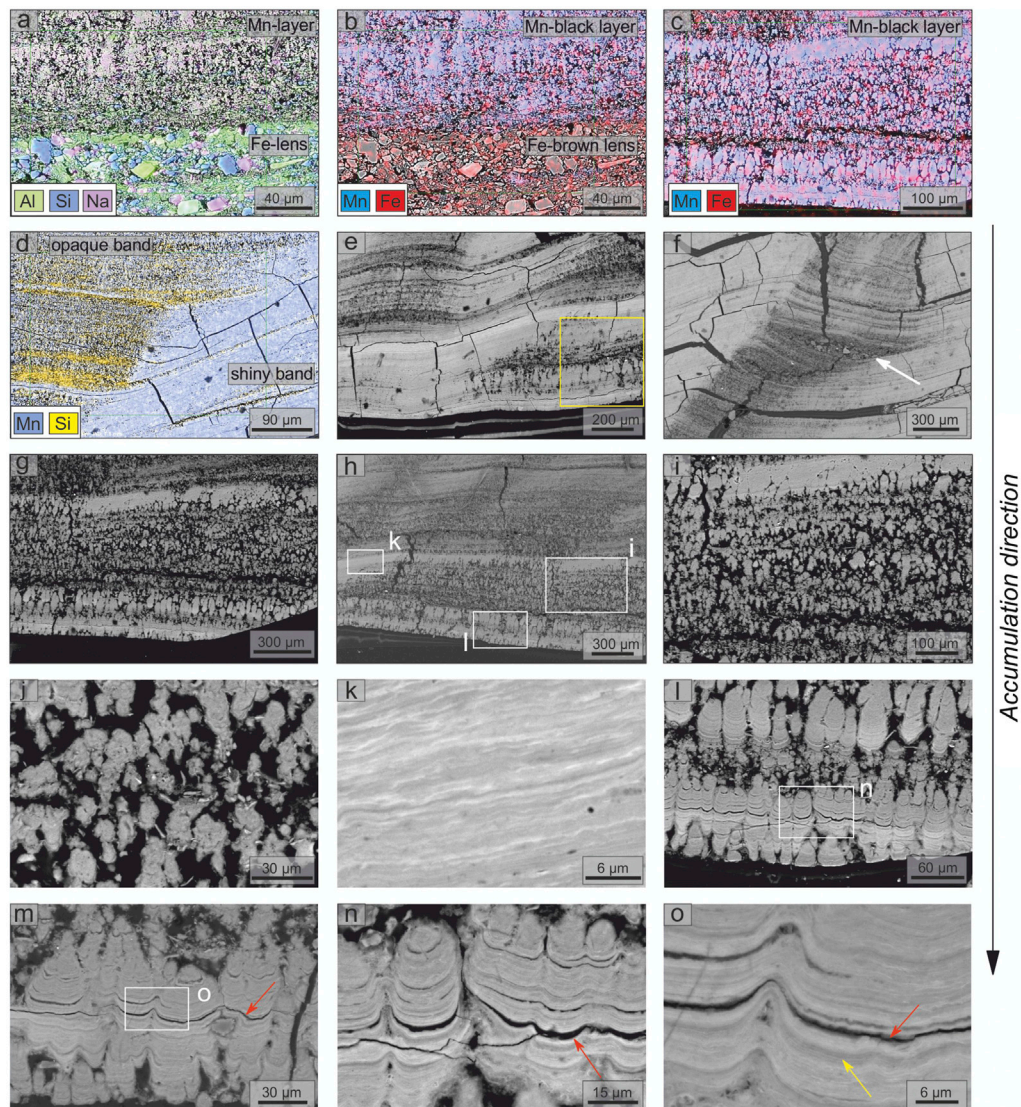 a
Mn-layer
Fe-lens
Al Si Na
40 µm
b
Mn-black layer
Fe-brown lens
Mn Fe
40 µm
c
Mn-black layer
Mn Fe
100 µm
d
opaque band
shiny band
Mn Si
90 µm
e
200 µm
f
300 µm
g
300 µm
h
k
i
l
300 µm
i
100 µm
j
30 µm
k
6 µm
l
n
60 µm
m
o
30 µm
n
15 µm
o
6 µm
Accumulation direction